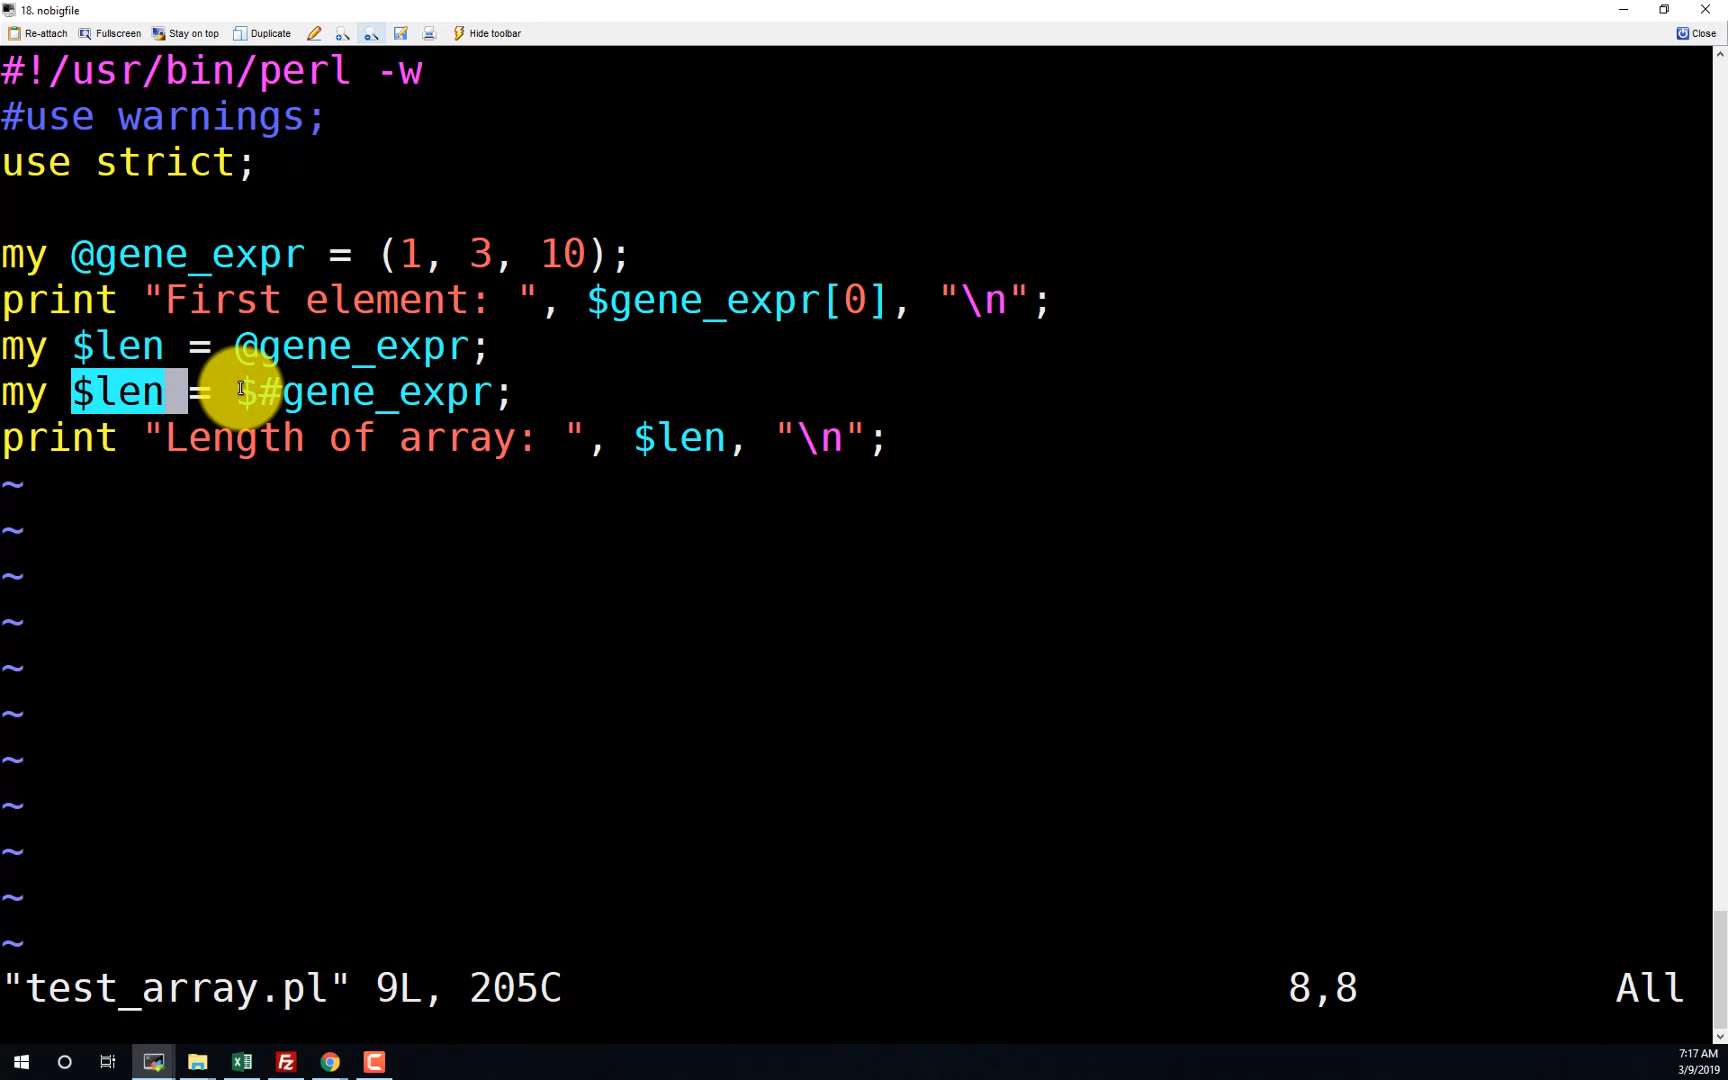 18. nobigfile
Re-attach Fullscreen Stay on top Duplicate Hide toolbar Close
#!/usr/bin/perl -w
#use warnings;
use strict;
my @gene_expr = (1, 3, 10);
print "First element: ", $gene_expr[0], "\n";
my $len = @gene_expr;
my $len = $#gene_expr;
print "Length of array: ", $len, "\n";
~
~
~
~
~
~
~
~
~
~
~
"test_array.pl" 9L, 205C 8,8 All
7:17 AM
3/9/2019